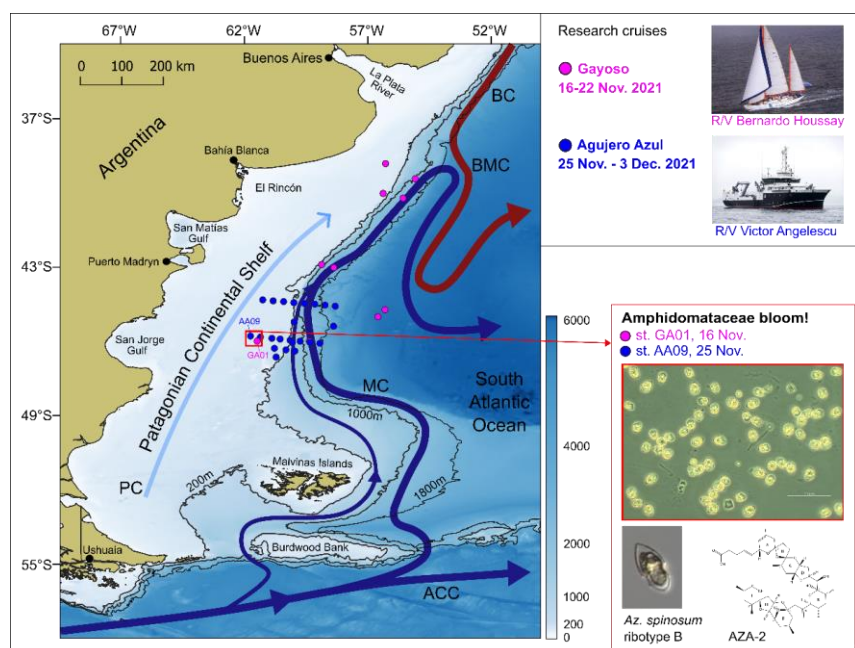 67°W 62°W 57°W 52°W
0 100 200 km
Buenos Aires
La Plata
River
37°S
BC
Argentina
BMC
Bahía Blanca
El Rincón
San Matías
Gulf
Puerto Madryn
43°S
Patagonian Continental Shelf
AA09
GA01
San Jorge
Gulf
MC
South
Atlantic
Ocean
1000m
49°S
Malvinas Islands
200m
1800m
PC
Burdwood Bank
Ushuaia
55°S
ACC
6000
4000
2000
1000
200
0
Research cruises
Gayoso
16-22 Nov. 2021
R/V Bernardo Houssay
Agujero Azul
25 Nov. - 3 Dec. 2021
R/V Victor Angelescu
Amphidomataceae bloom!
st. GA01, 16 Nov.
st. AA09, 25 Nov.
Az. spinosum
ribotype B
AZA-2